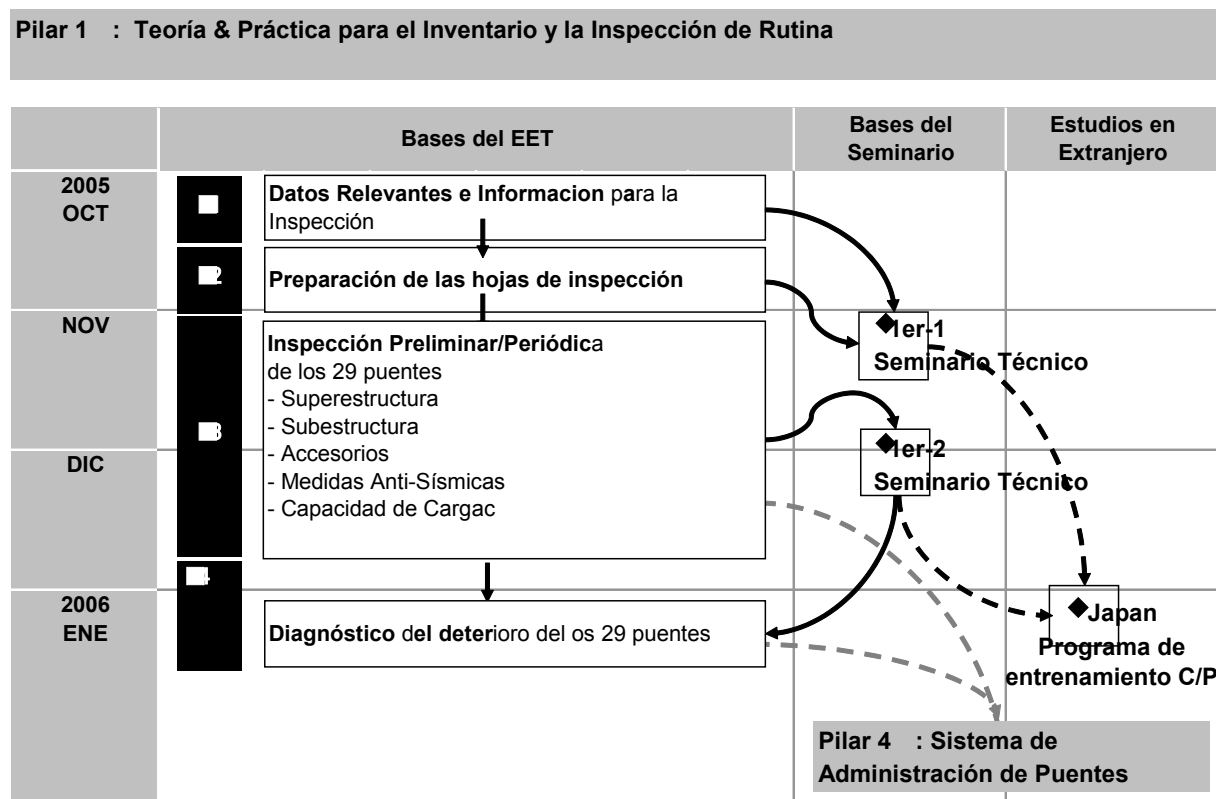 Pilar 1 : Teoría & Práctica para el Inventario y la Inspección de Rutina
Bases del EET
Bases del
Seminario
Estudios en
Extranjero
2005
OCT
Datos Relevantes e Informacion para la
Inspección
2
Preparación de las hojas de inspección
NOV
Inspección Preliminar/Periódica
de los 29 puentes
- Superestructura
- Subestructura
- Accesorios
- Medidas Anti-Sísmicas
- Capacidad de Cargac
3
1er-1
Seminario Técnico
1er-2
Seminario Técnico
DIC
2006
ENE
Diagnóstico del deterioro del os 29 puentes
Japan
Programa de
entrenamiento C/P
Pilar 4 : Sistema de
Administración de Puentes